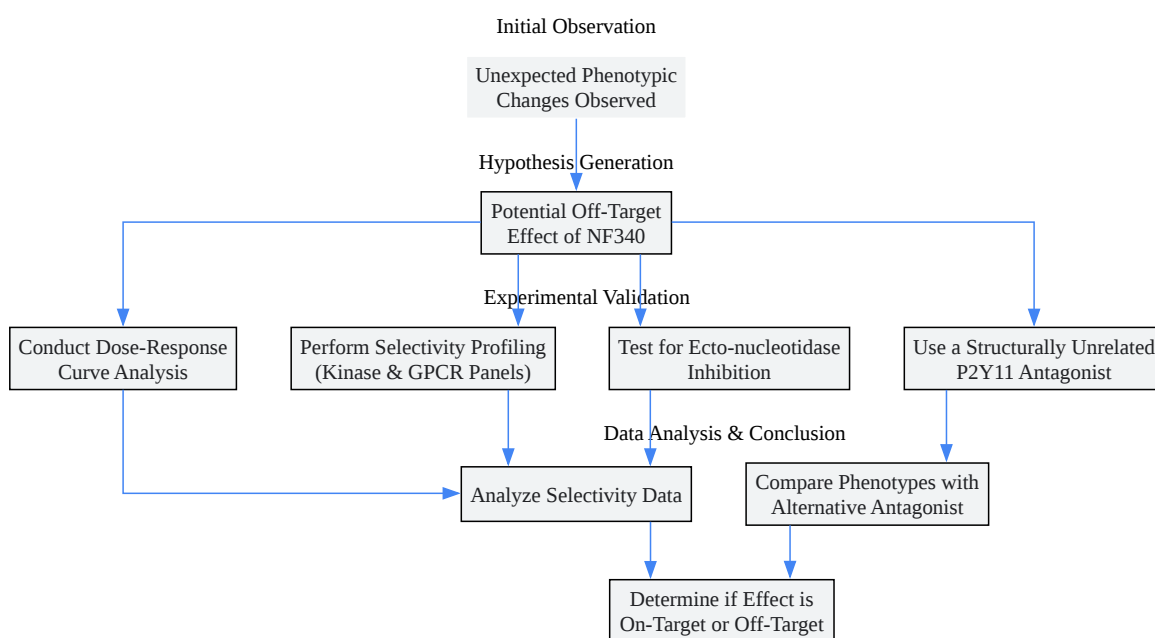 Initial Observation
Unexpected Phenotypic
Changes Observed
Hypothesis Generation
Potential Off-Target
Effect of NF340
Experimental Validation
Conduct Dose-Response
Curve Analysis
Perform Selectivity Profiling
(Kinase & GPCR Panels)
Test for Ecto-nucleotidase
Inhibition
Use a Structurally Unrelated
P2Y11 Antagonist
Data Analysis & Conclusion
Analyze Selectivity Data
Compare Phenotypes with
Alternative Antagonist
Determine if Effect is
On-Target or Off-Target